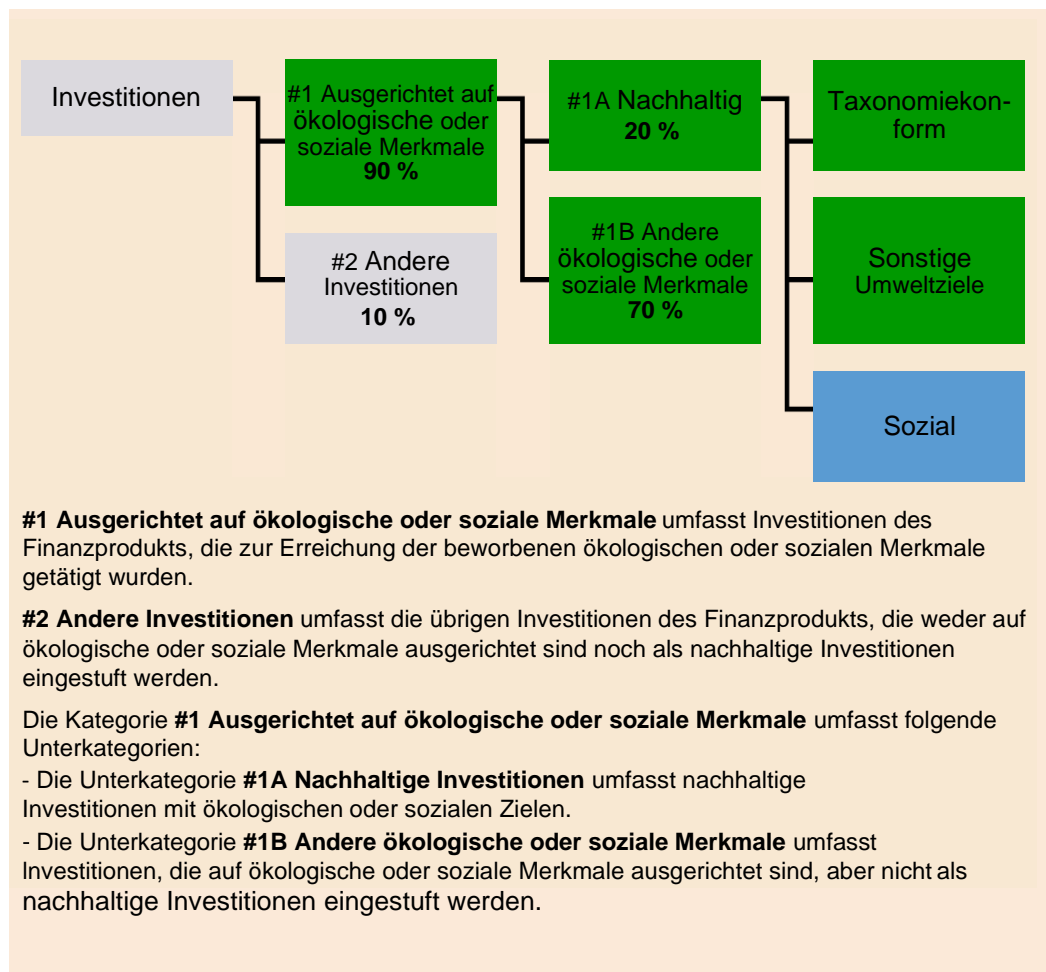 Investitionen
#1 Ausgerichtet auf
ökologische oder
soziale Merkmale
90 %
#2 Andere
Investitionen
10 %
#1A Nachhaltig
20 %
#1B Andere
ökologische oder
soziale Merkmale
70 %
Taxonomiekon-
form
Sonstige
Umweltziele
Sozial
#1 Ausgerichtet auf ökologische oder soziale Merkmale umfasst Investitionen des
Finanzprodukts, die zur Erreichung der beworbenen ökologischen oder sozialen Merkmale
getätigt wurden.
#2 Andere Investitionen umfasst die übrigen Investitionen des Finanzprodukts, die weder auf
ökologische oder soziale Merkmale ausgerichtet sind noch als nachhaltige Investitionen
eingestuft werden.
Die Kategorie #1 Ausgerichtet auf ökologische oder soziale Merkmale umfasst folgende
Unterkategorien:
- Die Unterkategorie #1A Nachhaltige Investitionen umfasst nachhaltige
Investitionen mit ökologischen oder sozialen Zielen.
- Die Unterkategorie #1B Andere ökologische oder soziale Merkmale umfasst
Investitionen, die auf ökologische oder soziale Merkmale ausgerichtet sind, aber nicht als
nachhaltige Investitionen eingestuft werden.